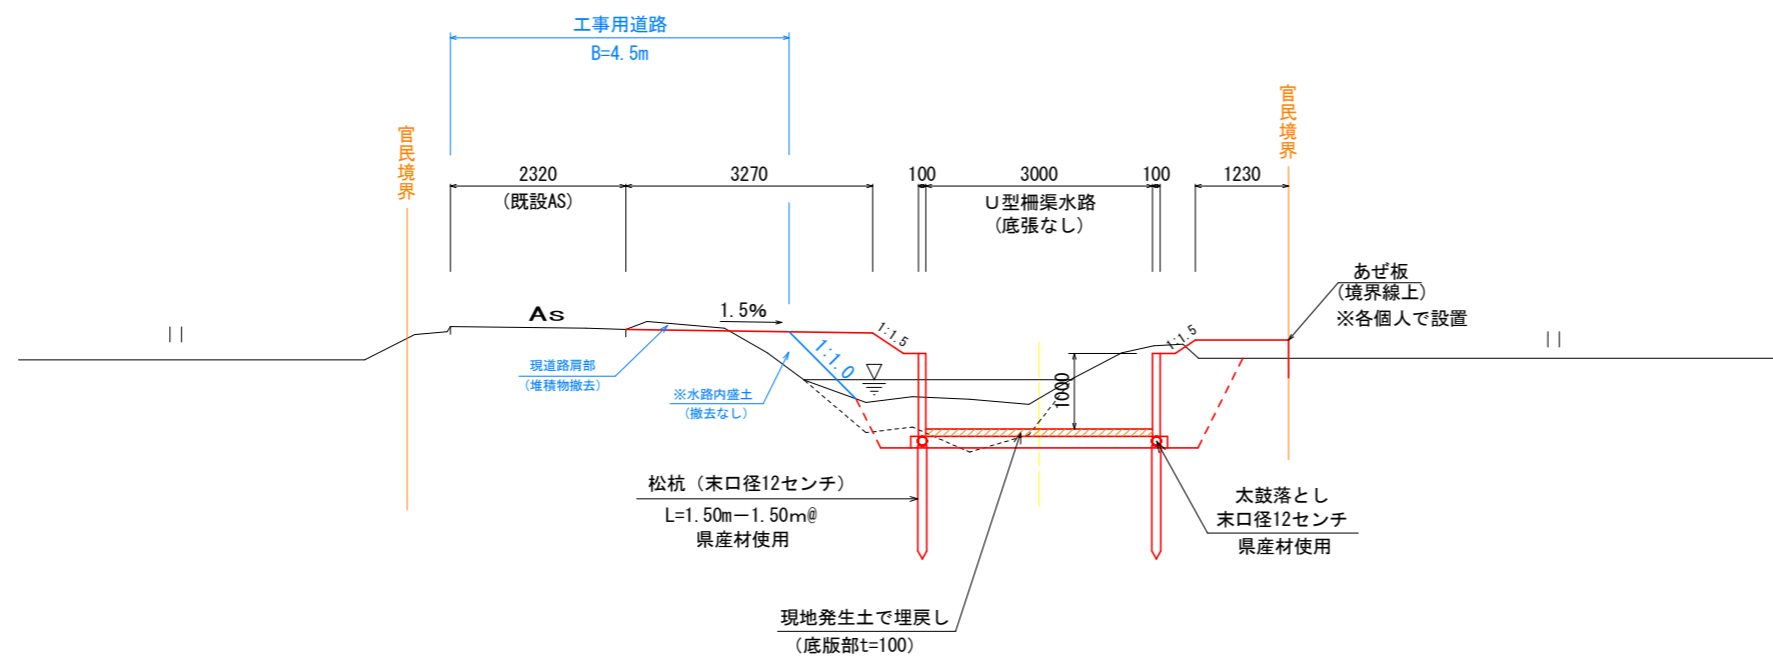 工事用道路
B=4.5m
官民境界
官民境界
2320
(既設AS)
3270
100
3000
100
1230
U型柵渠水路
(底張なし)
あぜ板
(境界線上)
※各個人で設置
As
1.5%
1:1.5
1:1.5
1:1.0
現道路肩部
(堆積物撤去)
※水路内盛土
(撤去なし)
1000
松杭(末口径12センチ)
L=1.50m－1.50m@
県産材使用
太鼓落とし
末口径12センチ
県産材使用
現地発生土で埋戻し
(底版部t=100)